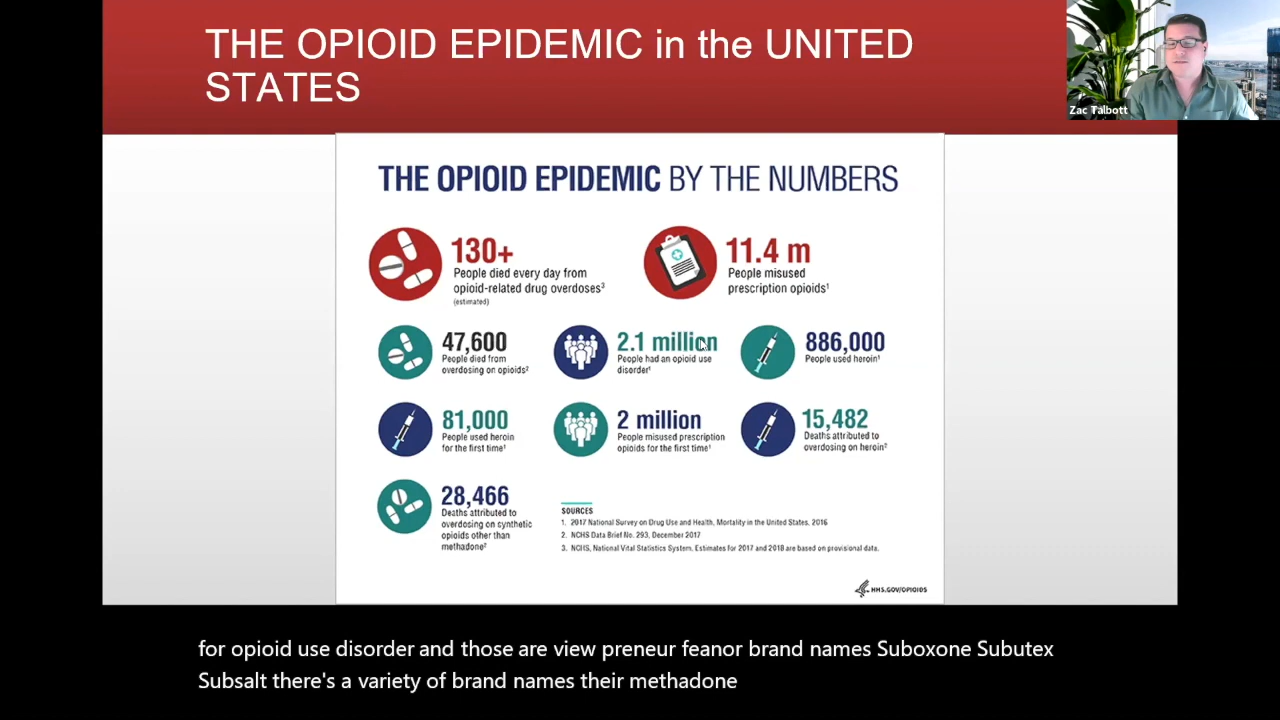 THE OPIOID EPIDEMIC in the UNITED
STATES
Zac Talbott
THE OPIOID EPIDEMIC BY THE NUMBERS
130+
People died every day from
opioid-related drug overdoses³
(estimated)
11.4 m
People misused
prescription opioids¹
47,600
People died from
overdosing on opioids²
2.1 million
People had an opioid use
disorder¹
886,000
People used heroin¹
81,000
People used heroin
for the first time¹
2 million
People misused prescription
opioids for the first time¹
15,482
Deaths attributed to
overdosing on heroin²
28,466
Deaths attributed to
overdosing on synthetic
opioids other than
methadone²
SOURCES
1. 2017 National Survey on Drug Use and Health, Mortality in the United States, 2016
2. NCHS Data Brief No. 293, December 2017
3. NCHS, National Vital Statistics System. Estimates for 2017 and 2018 are based on provisional data.
HHS.GOV/OPIOIDS
for opioid use disorder and those are view preneur feanor brand names Suboxone Subutex
Subsalt there's a variety of brand names their methadone